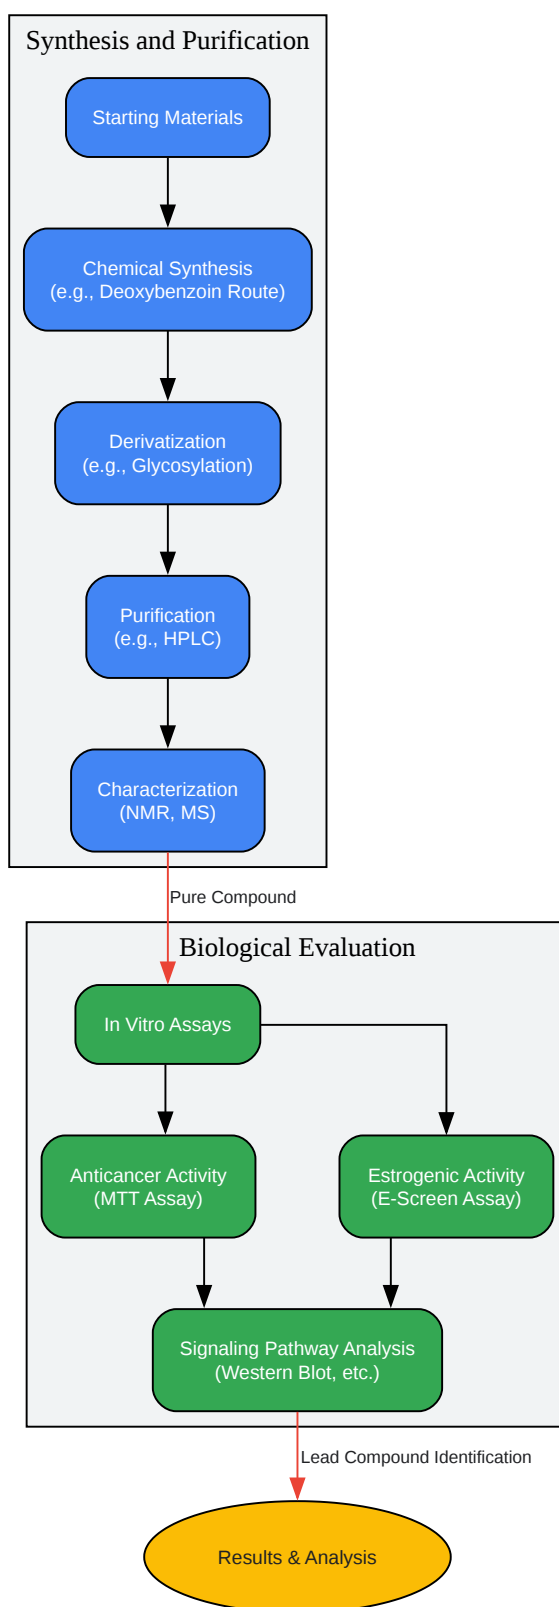 Synthesis and Purification
Starting Materials
Chemical Synthesis
(e.g., Deoxybenzoin Route)
Derivatization
(e.g., Glycosylation)
Purification
(e.g., HPLC)
Characterization
(NMR, MS)
Pure Compound
Biological Evaluation
In Vitro Assays
Anticancer Activity
(MTT Assay)
Estrogenic Activity
(E-Screen Assay)
Signaling Pathway Analysis
(Western Blot, etc.)
Lead Compound Identification
Results & Analysis